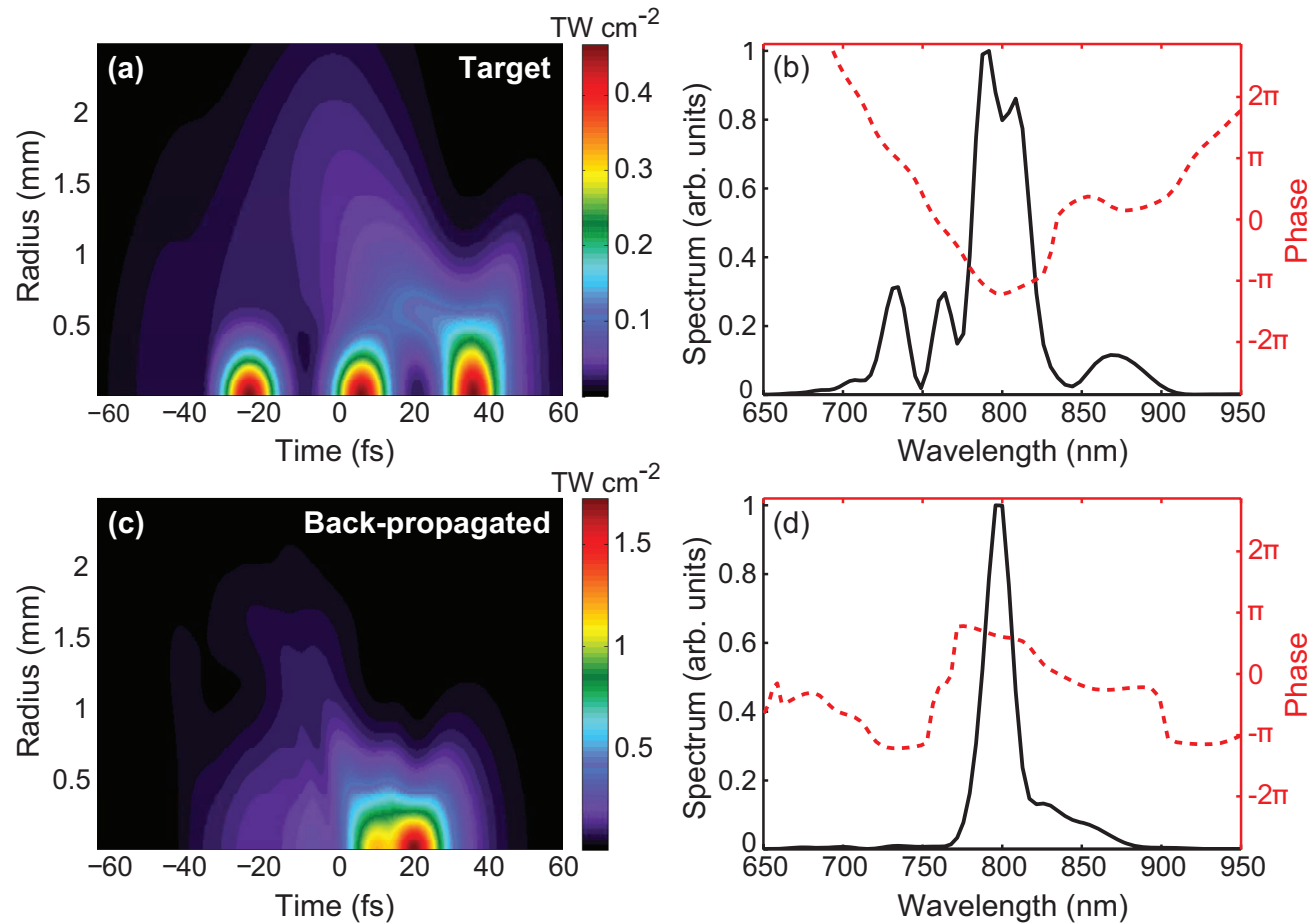 TW cm⁻²
(a) Target
Radius (mm)
2
1.5
1
0.5
0.4
0.3
0.2
0.1
−60 −40 −20 0 20 40 60
Time (fs)
(b)
Spectrum (arb. units)
1
0.8
0.6
0.4
0.2
0
2π
π
0
-π
-2π
Phase
650 700 750 800 850 900 950
Wavelength (nm)
TW cm⁻²
(c) Back-propagated
Radius (mm)
2
1.5
1
0.5
1.5
1
0.5
−60 −40 −20 0 20 40 60
Time (fs)
(d)
Spectrum (arb. units)
1
0.8
0.6
0.4
0.2
0
2π
π
0
-π
-2π
Phase
650 700 750 800 850 900 950
Wavelength (nm)